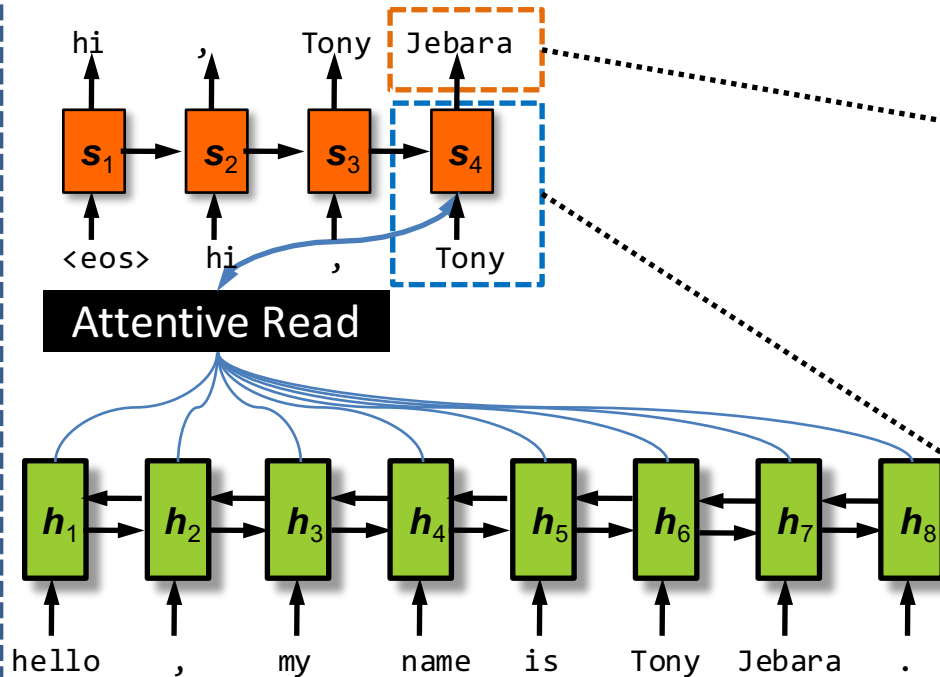 hi , Tony Jebara
s1 s2 s3 s4
<eos> hi , Tony
Attentive Read
h1 h2 h3 h4 h5 h6 h7 h8
hello , my name is Tony Jebara .